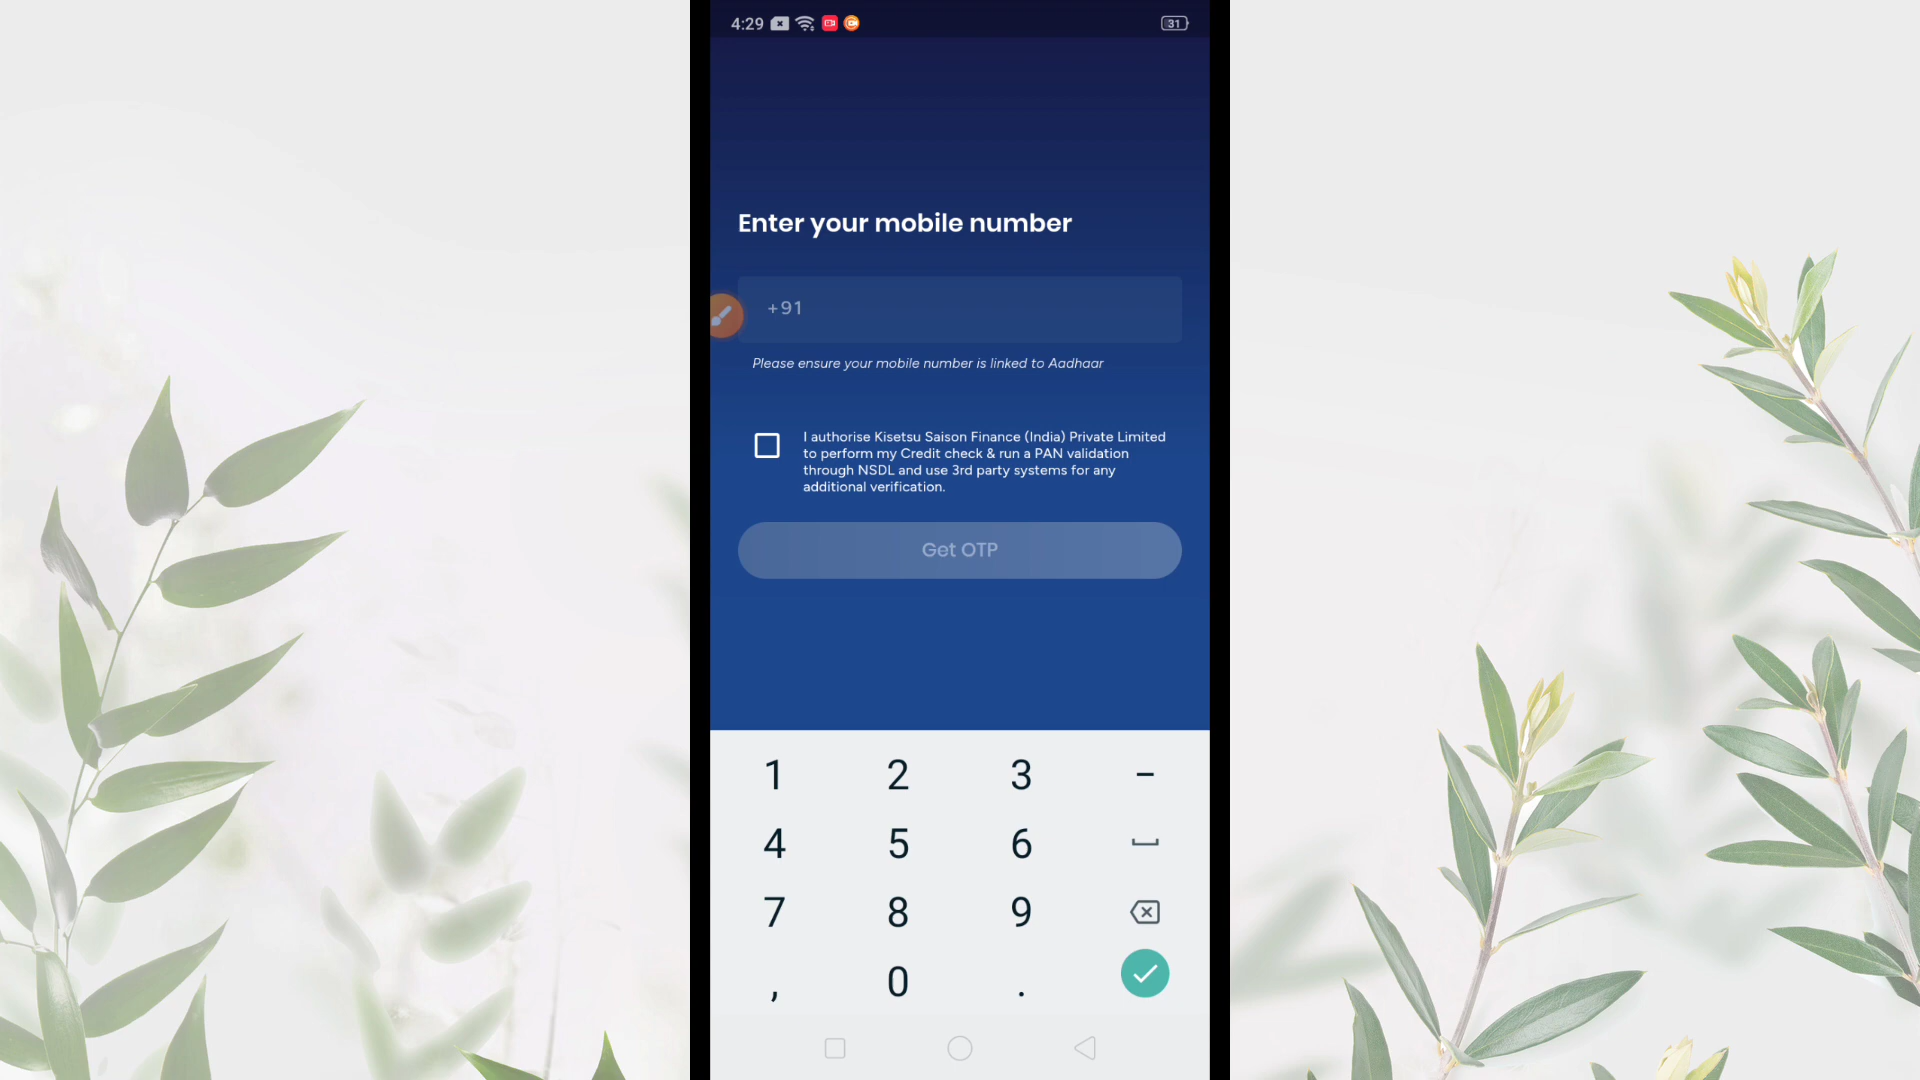 4:29
31
Enter your mobile number
+91
Please ensure your mobile number is linked to Aadhaar
I authorise Kisetsu Saison Finance (India) Private Limited
to perform my Credit check & run a PAN validation
through NSDL and use 3rd party systems for any
additional verification.
Get OTP
1 2 3 –
4 5 6
7 8 9
, 0 .